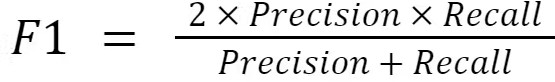 F1 = 2 × Precision × Recall
Precision + Recall